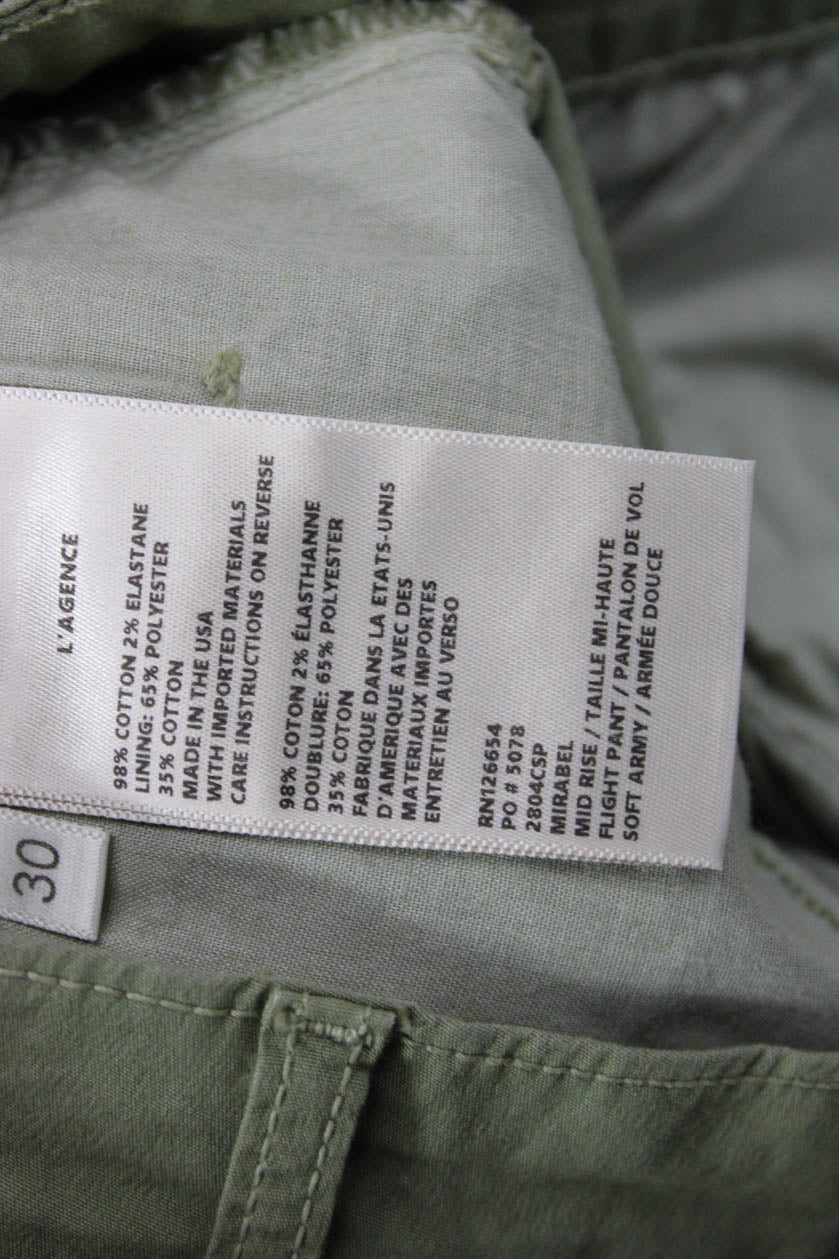 L'AGENCE
98% COTTON 2% ELASTANE
LINING: 65% POLYESTER
35% COTTON
MADE IN THE USA
WITH IMPORTED MATERIALS
CARE INSTRUCTIONS ON REVERSE
98% COTON 2% ÉLASTHANNE
DOUBLURE: 65% POLYESTER
35% COTON
FABRIQUE DANS LA ETATS-UNIS
D'AMERIQUE AVEC DES
MATERIAUX IMPORTES
ENTRETIEN AU VERSO
RN126654
PO # 5078
2804CSP
MIRABEL
MID RISE / TAILLE MI-HAUTE
FLIGHT PANT / PANTALON DE VOL
SOFT ARMY / ARMÉE DOUCE
30